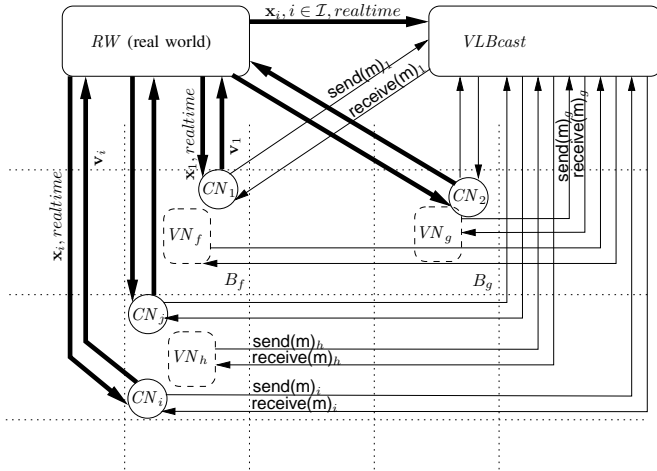 x_i, i ∈ I, realtime
RW (real world)
VLBcast
send(m)_1
receive(m)_1
x_1, realtime
v_1
send(m)_g
receive(m)_g
x_i, realtime
v_i
CN_1
CN_2
VN_f
VN_g
B_f
B_g
CN_j
VN_h
send(m)_h
receive(m)_h
CN_i
send(m)_i
receive(m)_i